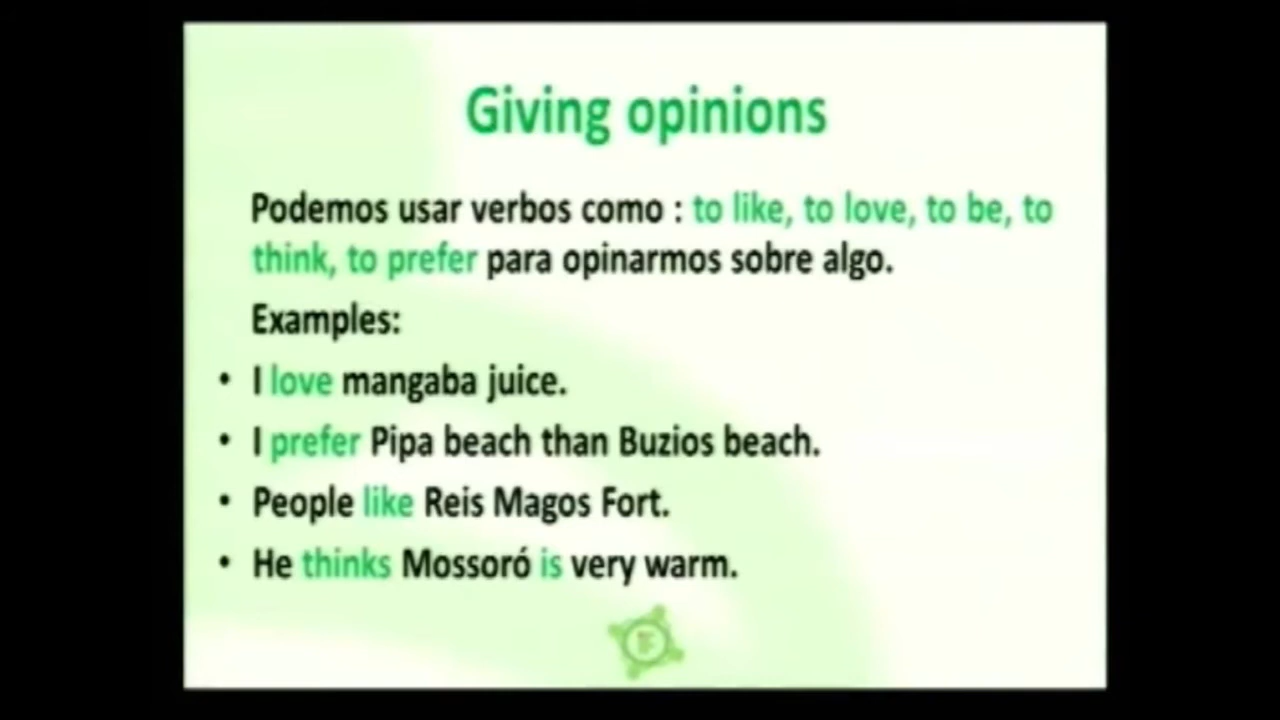 Giving opinions
Podemos usar verbos como : to like, to love, to be, to
think, to prefer para opinarmos sobre algo.
Examples:
• I love mangaba juice.
• I prefer Pipa beach than Buzios beach.
• People like Reis Magos Fort.
• He thinks Mossoró is very warm.